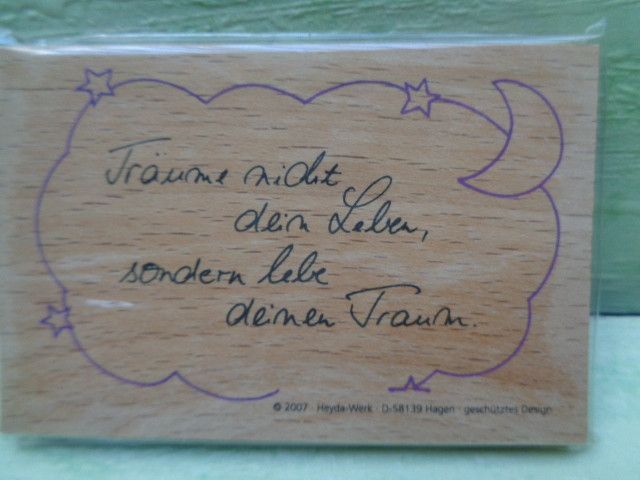 Träume nicht
dein Leben,
sondern lebe
deinen Traum.
© 2007 · Heyda-Werk · D-58139 Hagen · geschütztes Design